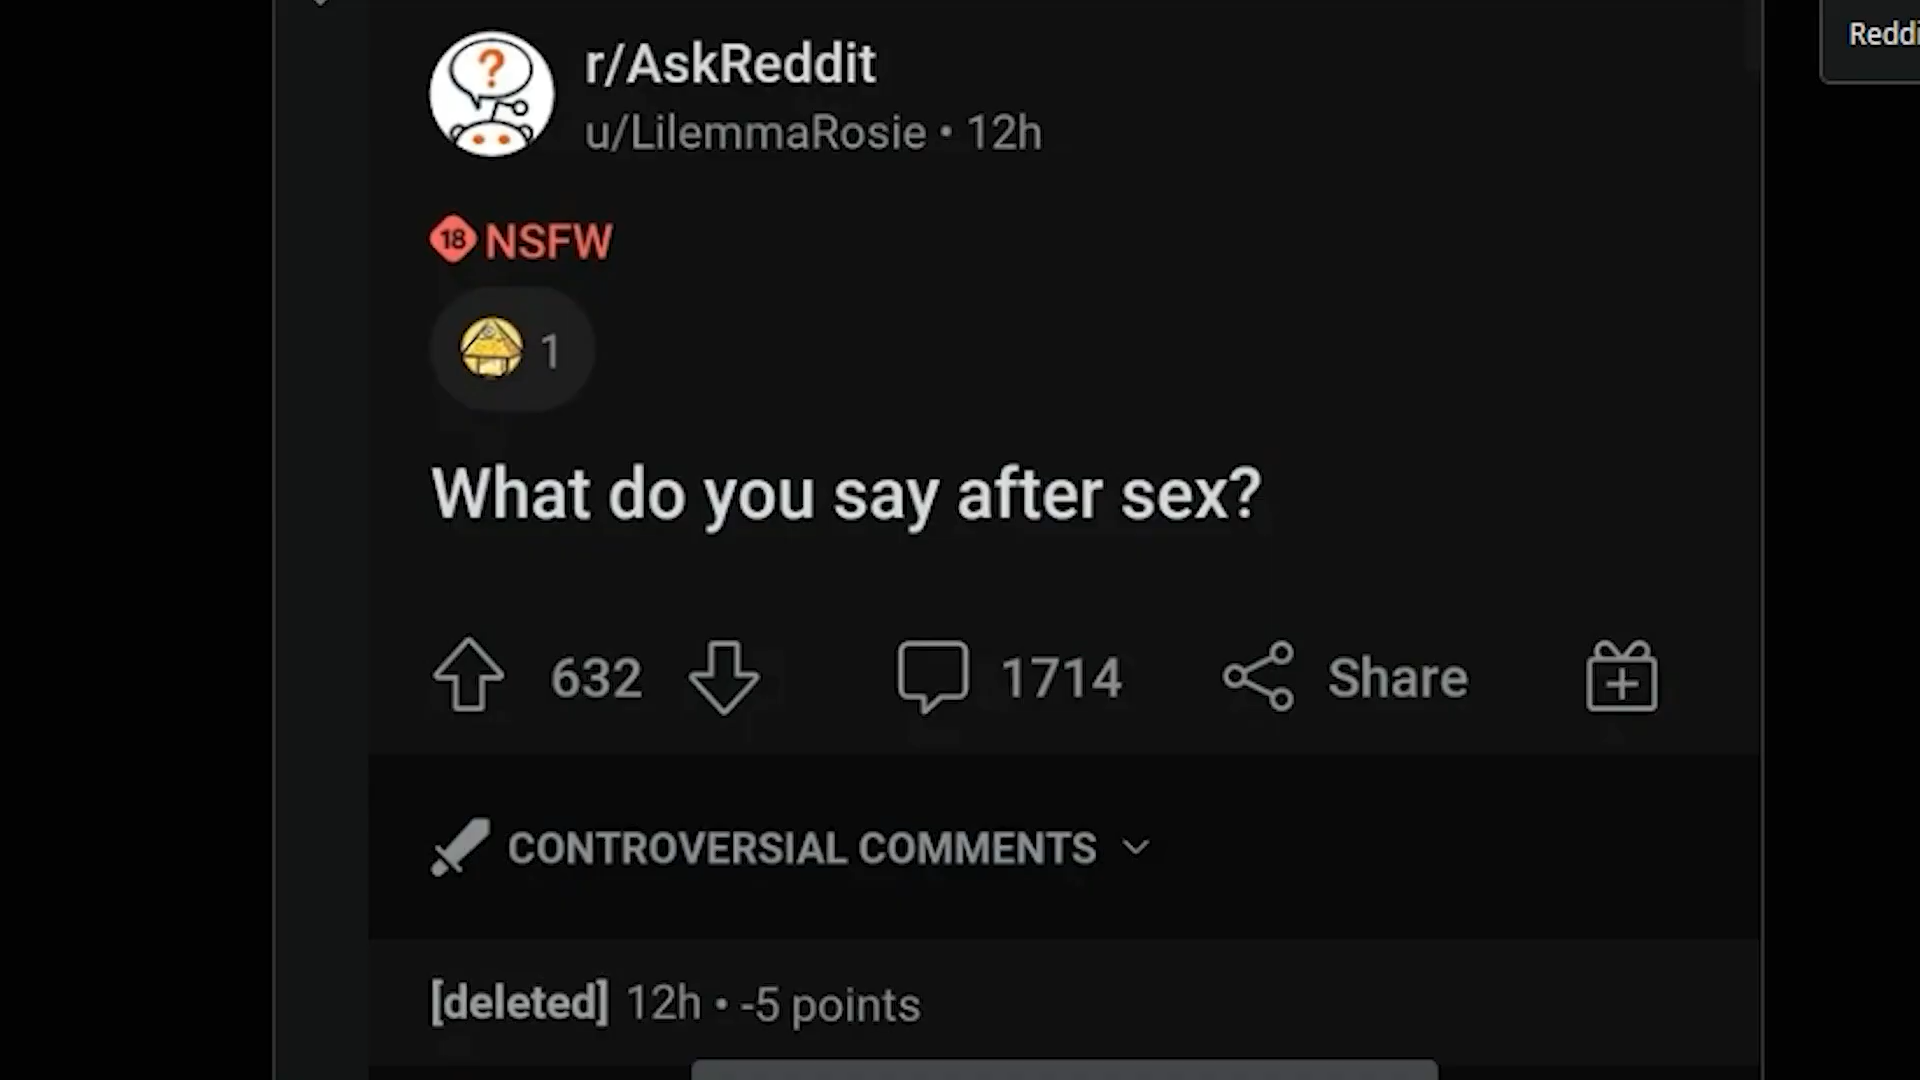 Reddi
r/AskReddit
u/LilemmaRosie • 12h
18 NSFW
1
What do you say after sex?
632
1714
Share
CONTROVERSIAL COMMENTS
[deleted] 12h • -5 points